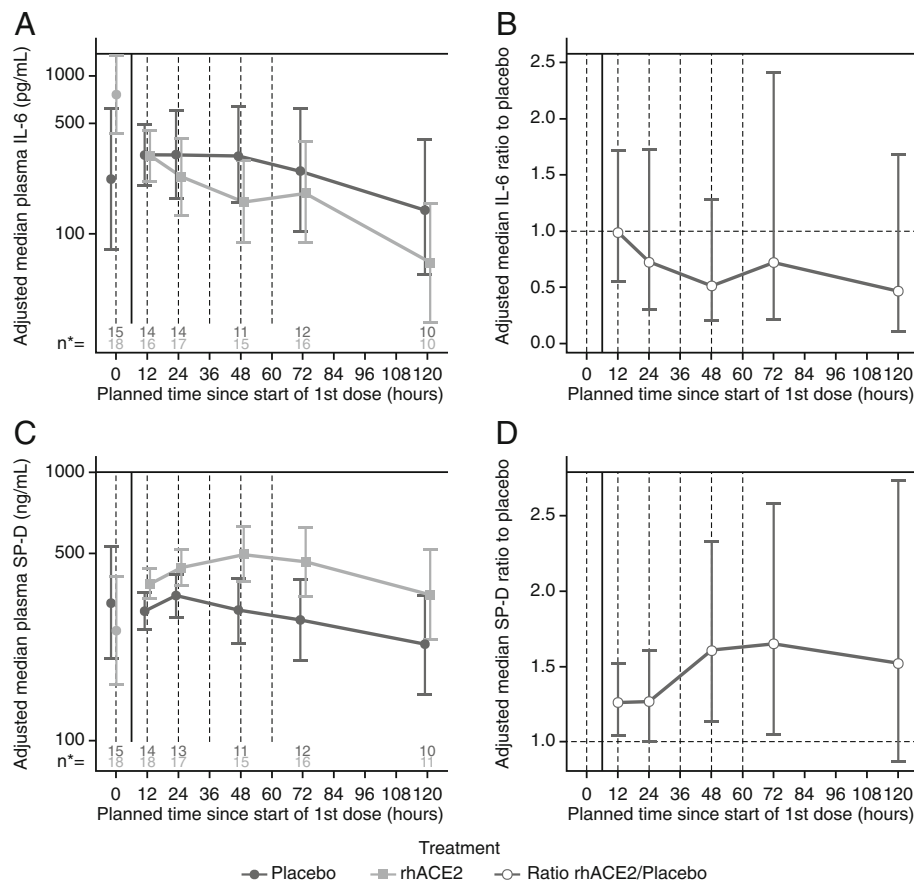 A
Adjusted median plasma IL-6 (pg/mL)
1000
500
100
15 14 14 11 12 10
n*= 18 16 17 15 16 10
0 12 24 36 48 60 72 84 96 108 120
Planned time since start of 1st dose (hours)
B
Adjusted median IL-6 ratio to placebo
2.5
2.0
1.5
1.0
0.5
0.0
0 12 24 36 48 60 72 84 96 108 120
Planned time since start of 1st dose (hours)
C
Adjusted median plasma SP-D (ng/mL)
1000
500
100
15 14 13 11 12 10
n*= 18 18 17 15 16 11
0 12 24 36 48 60 72 84 96 108 120
Planned time since start of 1st dose (hours)
D
Adjusted median SP-D ratio to placebo
2.5
2.0
1.5
1.0
0 12 24 36 48 60 72 84 96 108 120
Planned time since start of 1st dose (hours)
Treatment
Placebo rhACE2 Ratio rhACE2/Placebo